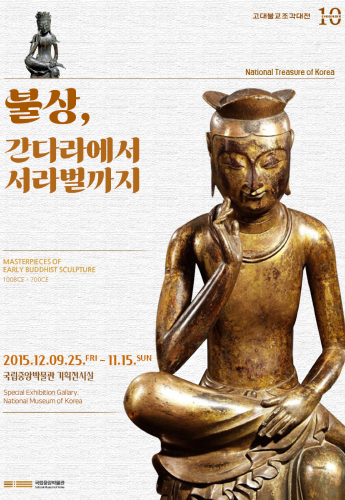 고대불교조각대전
10
National Treasure of Korea
불상,
간다라에서
서라벌까지
MASTERPIECES OF
EARLY BUDDHIST SCULPTURE
100BCE - 700CE
2015.12.09.25.FRI - 11.15.SUN
국립중앙박물관 기획전시실
Special Exhibition Gallary.
National Museum of Korea
국립중앙박물관